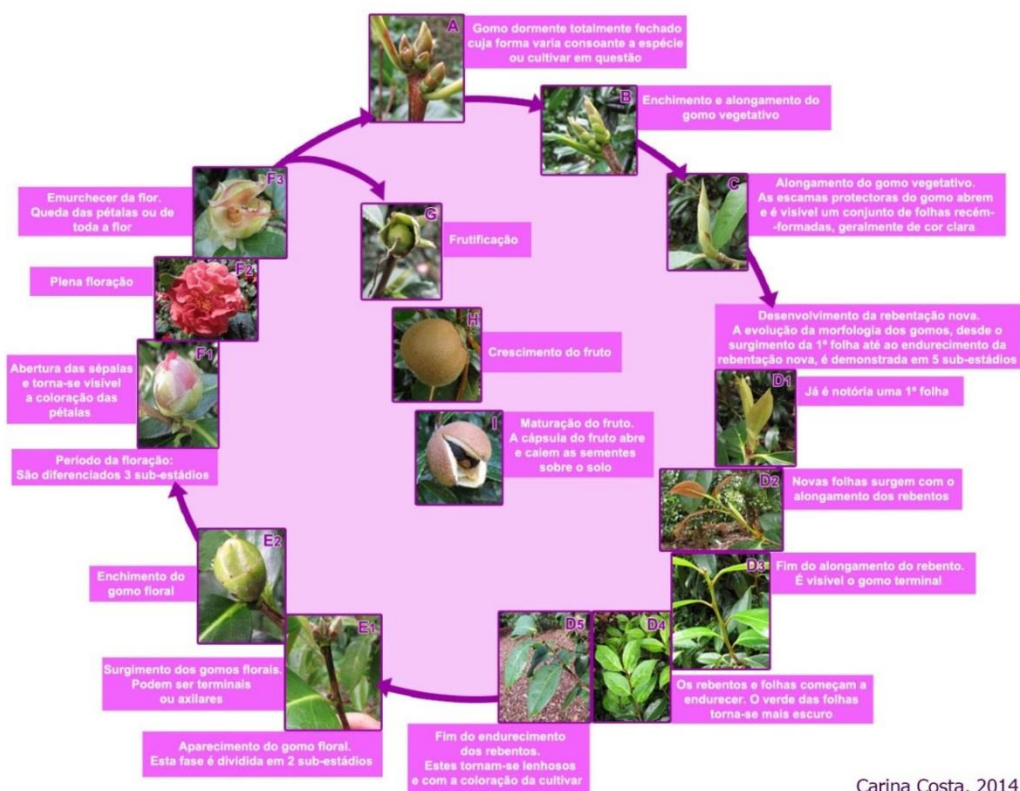 A
Gomo dormente totalmente fechado
cuja forma varia consoante a espécie
ou cultivar em questão
B
Enchimento e alongamento do
gomo vegetativo
C
Alongamento do gomo vegetativo.
As escamas protectoras do gomo abrem
e é visível um conjunto de folhas recém-
-formadas, geralmente de cor clara
Desenvolvimento da rebentação nova.
A evolução da morfologia dos gomos, desde o
surgimento da 1ª folha até ao endurecimento da
rebentação nova, é demonstrada em 5 sub-estádios
D1
Já é notória uma 1ª folha
D2
Novas folhas surgem com o
alongamento dos rebentos
D3
Fim do alongamento do rebento.
É visível o gomo terminal
D4
Os rebentos e folhas começam a
endurecer. O verde das folhas
torna-se mais escuro
D5
Fim do endurecimento
dos rebentos.
Estes tornam-se lenhosos
e com a coloração da cultivar
E1
Aparecimento do gomo floral.
Esta fase é dividida em 2 sub-estádios
Surgimento dos gomos florais.
Podem ser terminais
ou axilares
E2
Enchimento do
gomo floral
Período da floração:
São diferenciados 3 sub-estádios
F1
Abertura das sépalas
e torna-se visível
a coloração das
pétalas
F2
Plena floração
F3
Emurchecer da flor.
Queda das pétalas ou de
toda a flor
G
Frutificação
H
Crescimento do fruto
I
Maturação do fruto.
A cápsula do fruto abre
e caiem as sementes
sobre o solo
Carina Costa, 2014